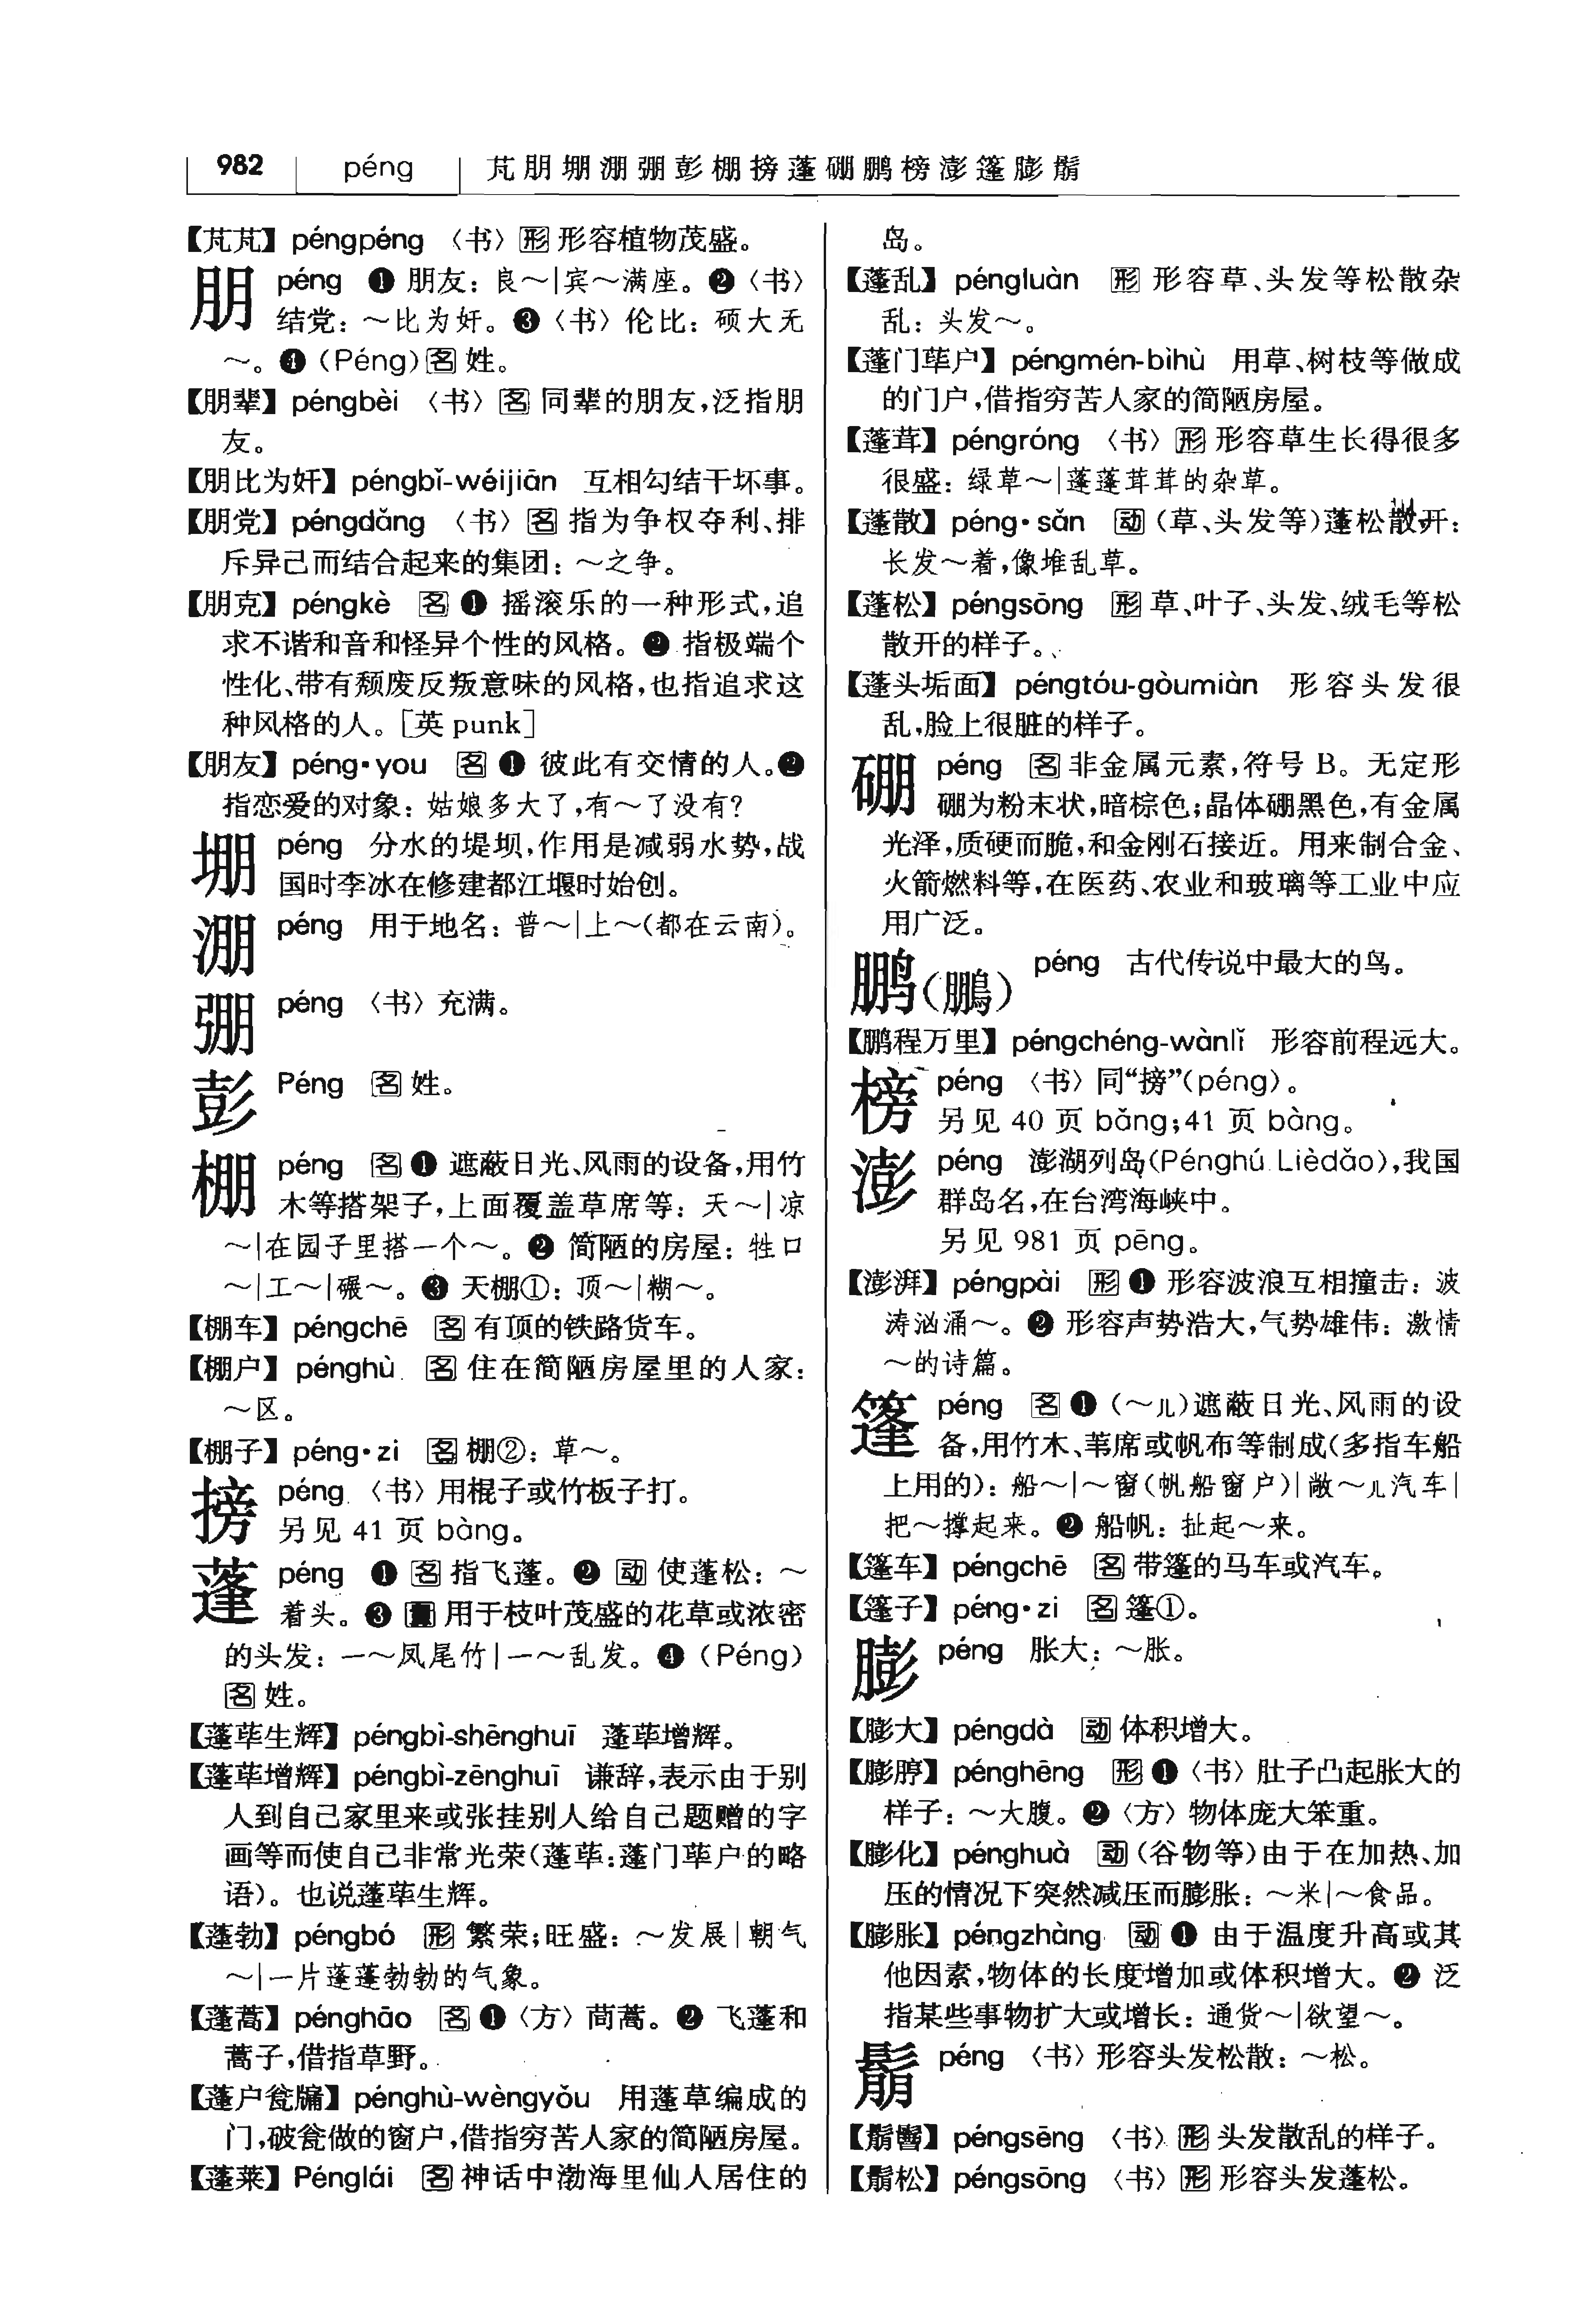 982 péng 芃朋堋淜弸彭棚搒蓬硼鹏榜澎篷膨鬅
【芃芃】péngpéng 〈书〉形 形容植物茂盛。
朋 péng ❶ 朋友：良～|宾～满座。❷〈书〉
结党：～比为奸。❸〈书〉伦比：硕大无
～。❹（Péng）名 姓。
【朋辈】péngbèi 〈书〉名 同辈的朋友，泛指朋
友。
【朋比为奸】péngbǐ-wéijiān 互相勾结干坏事。
【朋党】péngdǎng 〈书〉名 指为争权夺利、排
斥异己而结合起来的集团：～之争。
【朋克】péngkè 名 ❶ 摇滚乐的一种形式，追
求不谐和音和怪异个性的风格。❷ 指极端个
性化、带有颓废反叛意味的风格，也指追求这
种风格的人。［英 punk］
【朋友】péng·you 名 ❶ 彼此有交情的人。❷
指恋爱的对象：姑娘多大了，有～了没有？
堋 péng 分水的堤坝，作用是减弱水势，战
国时李冰在修建都江堰时始创。
淜 péng 用于地名：普～|上～（都在云南）。
弸 péng 〈书〉充满。
彭 Péng 名 姓。
棚 péng 名 ❶ 遮蔽日光、风雨的设备，用竹
木等搭架子，上面覆盖草席等：天～|凉
～|在园子里搭一个～。❷ 简陋的房屋：牲口
～|工～|碾～。❸ 天棚①：顶～|糊～。
【棚车】péngchē 名 有顶的铁路货车。
【棚户】pénghù 名 住在简陋房屋里的人家：
～区。
【棚子】péng·zi 名 棚②：草～。
搒 péng 〈书〉用棍子或竹板子打。
另见 41 页 bàng。
蓬 péng ❶ 名 指飞蓬。❷ 动 使蓬松：～
着头。❸ 量 用于枝叶茂盛的花草或浓密
的头发：一～凤尾竹|一～乱发。❹（Péng）
名 姓。
【蓬荜生辉】péngbì-shēnghuī 蓬荜增辉。
【蓬荜增辉】péngbì-zēnghuī 谦辞，表示由于别
人到自己家里来或张挂别人给自己题赠的字
画等而使自己非常光荣（蓬荜：蓬门荜户的略
语）。也说蓬荜生辉。
【蓬勃】péngbó 形 繁荣；旺盛：～发展|朝气
～|一片蓬蓬勃勃的气象。
【蓬蒿】pénghāo 名 ❶〈方〉茼蒿。❷ 飞蓬和
蒿子，借指草野。
【蓬户瓮牖】pénghù-wèngyǒu 用蓬草编成的
门，破瓮做的窗户，借指穷苦人家的简陋房屋。
【蓬莱】Pénglái 名 神话中渤海里仙人居住的
岛。
【蓬乱】péngluàn 形 形容草、头发等松散杂
乱：头发～。
【蓬门荜户】péngmén-bìhù 用草、树枝等做成
的门户，借指穷苦人家的简陋房屋。
【蓬茸】péngróng 〈书〉形 形容草生长得很多
很盛：绿草～|蓬蓬茸茸的杂草。
【蓬散】péng·sǎn 动（草、头发等）蓬松散开：
长发～着，像堆乱草。
【蓬松】péngsōng 形 草、叶子、头发、绒毛等松
散开的样子。
【蓬头垢面】péngtóu-gòumiàn 形容头发很
乱，脸上很脏的样子。
硼 péng 名 非金属元素，符号 B。无定形
硼为粉末状，暗棕色；晶体硼黑色，有金属
光泽，质硬而脆，和金刚石接近。用来制合金、
火箭燃料等，在医药、农业和玻璃等工业中应
用广泛。
鹏（鵬） péng 古代传说中最大的鸟。
【鹏程万里】péngchéng-wànlǐ 形容前程远大。
榜 péng 〈书〉同“搒”（péng）。
另见 40 页 bǎng；41 页 bàng。
澎 péng 澎湖列岛（Pénghú Lièdǎo），我国
群岛名，在台湾海峡中。
另见 981 页 pēng。
【澎湃】péngpài 形 ❶ 形容波浪互相撞击：波
涛汹涌～。❷ 形容声势浩大，气势雄伟：激情
～的诗篇。
篷 péng 名 ❶（～儿）遮蔽日光、风雨的设
备，用竹木、苇席或帆布等制成（多指车船
上用的）：船～|～窗（帆船窗户）|敞～儿汽车|
把～撑起来。❷ 船帆：扯起～来。
【篷车】péngchē 名 带篷的马车或汽车。
【篷子】péng·zi 名 篷①。
膨 péng 胀大：～胀。
【膨大】péngdà 动 体积增大。
【膨脝】pénghēng 形 ❶〈书〉肚子凸起胀大的
样子：～大腹。❷〈方〉物体庞大笨重。
【膨化】pénghuà 动（谷物等）由于在加热、加
压的情况下突然减压而膨胀：～米|～食品。
【膨胀】péngzhàng 动 ❶ 由于温度升高或其
他因素，物体的长度增加或体积增大。❷ 泛
指某些事物扩大或增长：通货～|欲望～。
鬅 péng 〈书〉形容头发松散：～松。
【鬅鬙】péngsēng 〈书〉形 头发散乱的样子。
【鬅松】péngsōng 〈书〉形 形容头发蓬松。